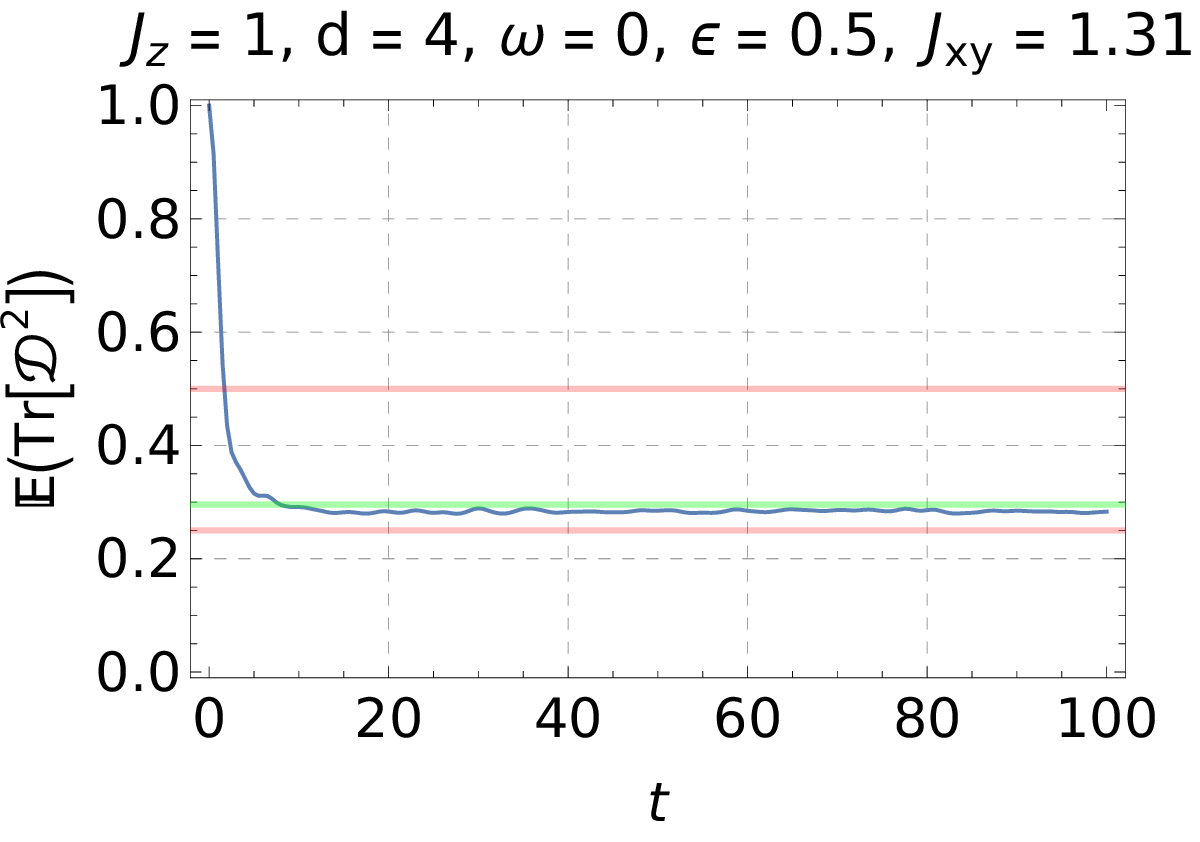 J_z = 1, d = 4, ω = 0, ϵ = 0.5, J_xy = 1.31
𝔼(Tr[𝒟²])
1.0
0.8
0.6
0.4
0.2
0.0
0 20 40 60 80 100
t